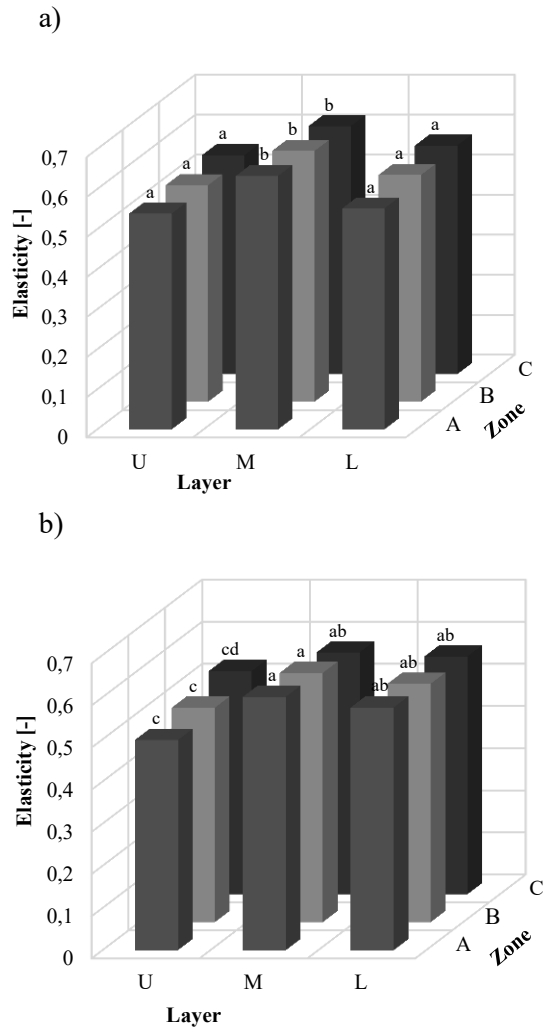 a)
Elasticity [-]
0,7
0,6
0,5
0,4
0,3
0,2
0,1
0
a a a
b b b
a a a
U M L
Layer
A B C
Zone
b)
Elasticity [-]
0,7
0,6
0,5
0,4
0,3
0,2
0,1
0
c c cd
a a ab
ab ab ab
U M L
Layer
A B C
Zone